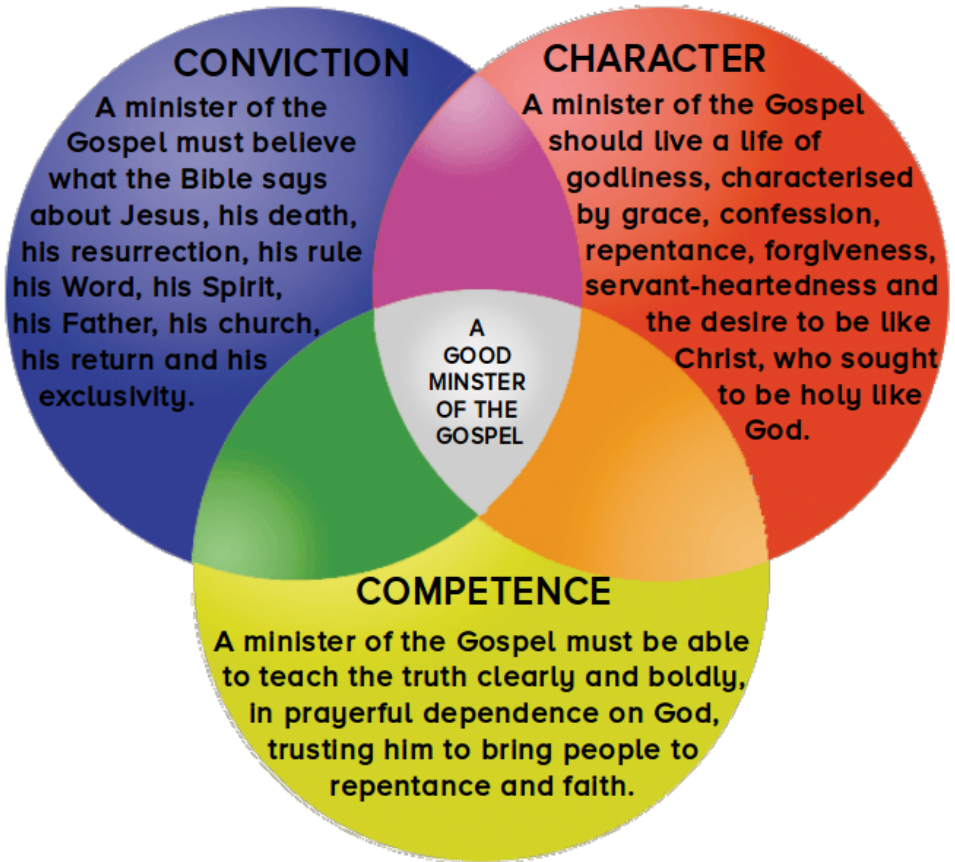 CONVICTION
A minister of the
Gospel must believe
what the Bible says
about Jesus, his death,
his resurrection, his rule
his Word, his Spirit,
his Father, his church,
his return and his
exclusivity.
CHARACTER
A minister of the Gospel
should live a life of
godliness, characterised
by grace, confession,
repentance, forgiveness,
servant-heartedness and
the desire to be like
Christ, who sought
to be holy like
God.
A
GOOD
MINSTER
OF THE
GOSPEL
COMPETENCE
A minister of the Gospel must be able
to teach the truth clearly and boldly,
in prayerful dependence on God,
trusting him to bring people to
repentance and faith.